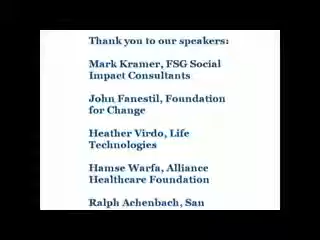 Thank you to our speakers:
Mark Kramer, FSG Social
Impact Consultants
John Fanestil, Foundation
for Change
Heather Virdo, Life
Technologies
Hamse Warfa, Alliance
Healthcare Foundation
Ralph Achenbach, San